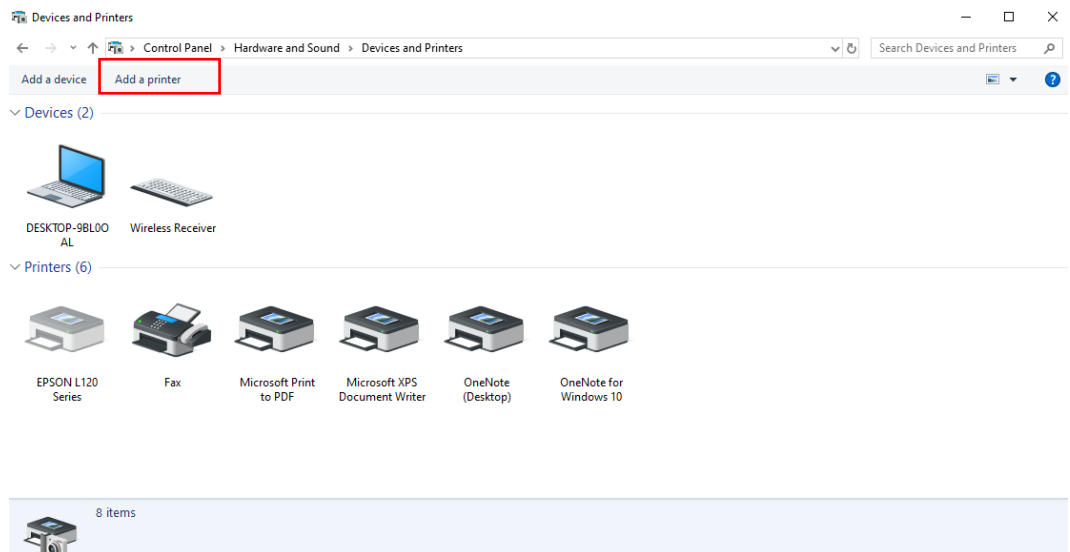 Devices and Printers
Control Panel > Hardware and Sound > Devices and Printers
Search Devices and Printers
Add a device
Add a printer
Devices (2)
DESKTOP-9BL0O
AL
Wireless Receiver
Printers (6)
EPSON L120
Series
Fax
Microsoft Print
to PDF
Microsoft XPS
Document Writer
OneNote
(Desktop)
OneNote for
Windows 10
8 items